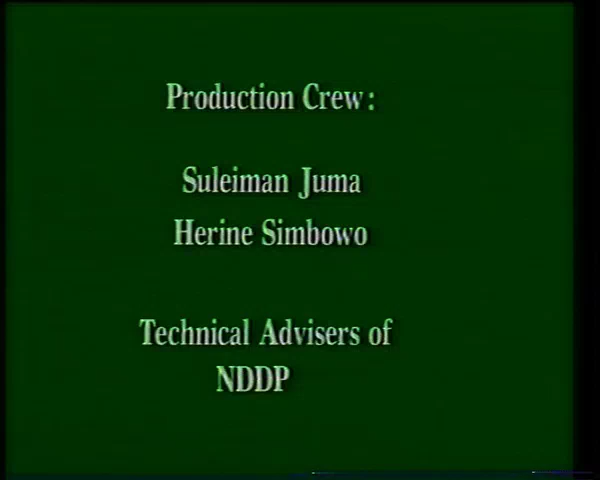 Production Crew:
Suleiman Juma
Herine Simbowo
Technical Advisers of
NDDP